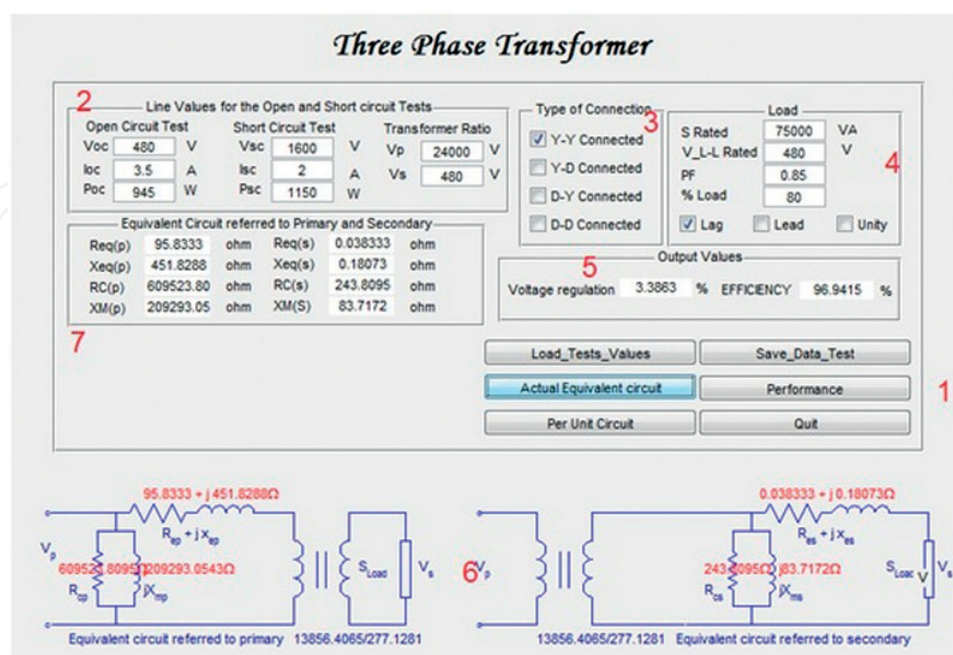 Three Phase Transformer
2
Line Values for the Open and Short circuit Tests
Open Circuit Test Short Circuit Test Transformer Ratio
Voc 480 V Vsc 1600 V Vp 24000 V
Ioc 3.5 A Isc 2 A Vs 480 V
Poc 945 W Psc 1150 W
Type of Connection
3
Y-Y Connected
Y-D Connected
D-Y Connected
D-D Connected
Load
S Rated 75000 VA
V_L-L Rated 480 V
4
PF 0.85
% Load 80
Lag Lead Unity
Equivalent Circuit referred to Primary and Secondary
Req(p) 95.8333 ohm Req(s) 0.038333 ohm
Xeq(p) 451.8288 ohm Xeq(s) 0.18073 ohm
RC(p) 609523.80 ohm RC(s) 243.8095 ohm
XM(p) 209293.05 ohm XM(S) 83.7172 ohm
7
Output Values
5
Voltage regulation 3.3863 % EFFICIENCY 96.9415 %
Load_Tests_Values Save_Data_Test
Actual Equivalent circuit Performance
1
Per Unit Circuit Quit
95.8333 + j 451.8288Ω
Rep + j xep
Vp
609523.8095Ω j209293.0543Ω
Rcp jXmp
SLoad Vs
Equivalent circuit referred to primary 13856.4065/277.1281
6
0.038333 + j 0.18073Ω
Res + j xes
Vp
243.8095Ω j83.7172Ω
Rcs jXms
SLoad V Vs
13856.4065/277.1281 Equivalent circuit referred to secondary